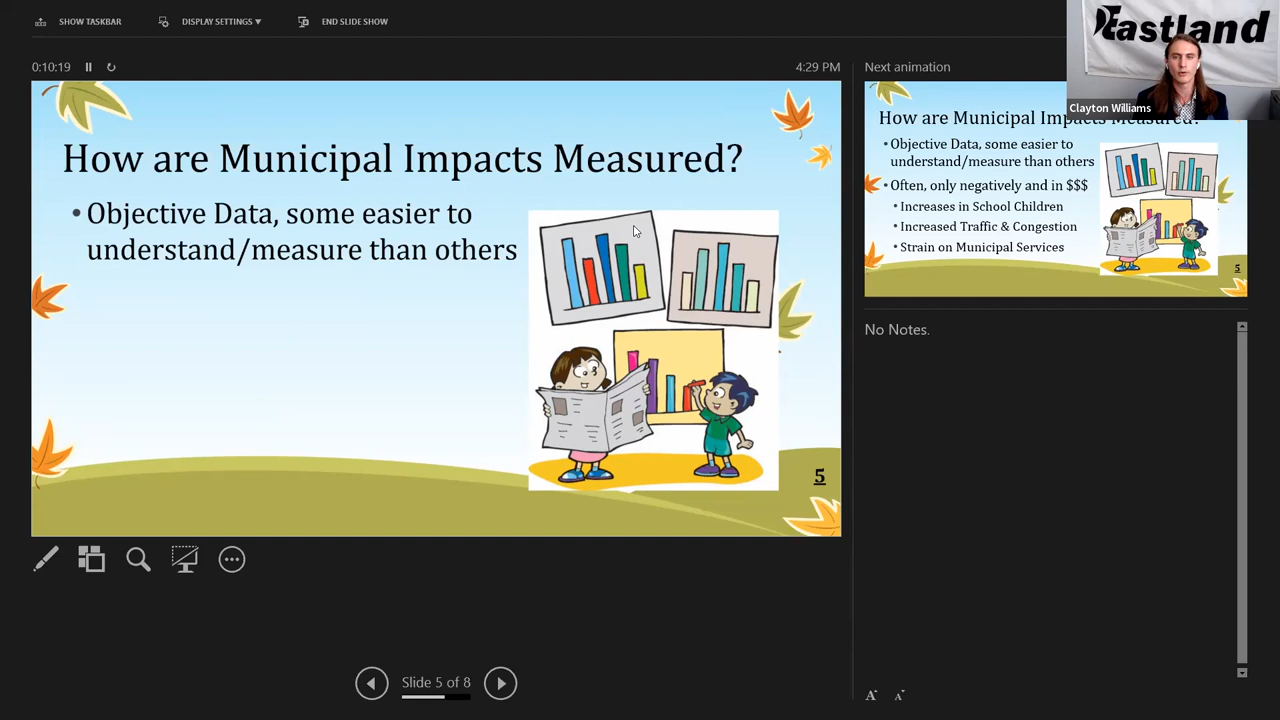 SHOW TASKBAR
DISPLAY SETTINGS ▼
END SLIDE SHOW
Eastland
Clayton Williams
0:10:19
4:29 PM
Next animation
How are Municipal Impacts Measured?
• Objective Data, some easier to
understand/measure than others
5
How are Municipal Impacts Measured?
• Objective Data, some easier to
understand/measure than others
• Often, only negatively and in $$$
• Increases in School Children
• Increased Traffic & Congestion
• Strain on Municipal Services
5
No Notes.
Slide 5 of 8
A
A